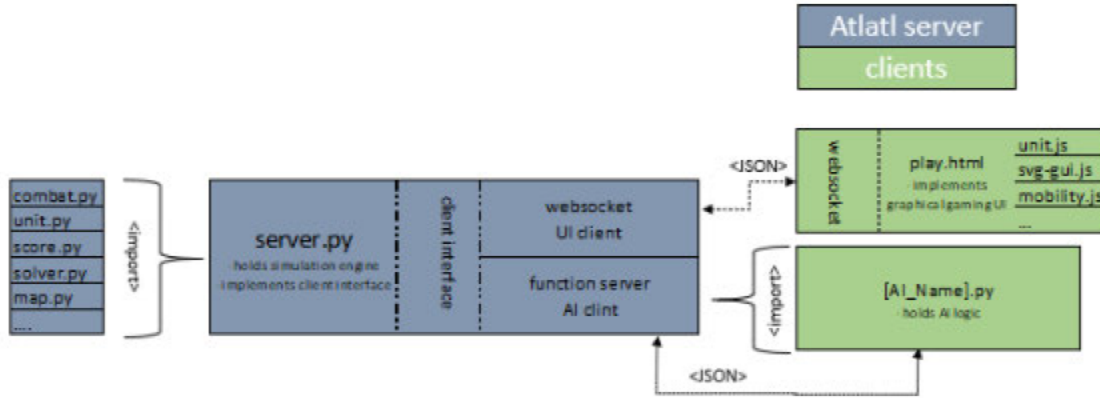 Atlatl server
clients
combat.py
unit.py
score.py
solver.py
map.py
....
<import>
server.py
· holds simulation engine
implements client interface
client interface
websocket
UI client
function server
AI clint
<JSON>
websocket
play.html
· implements
graphical gaming UI
unit.js
svg-gui.js
mobility.js
...
<import>
[AI_Name].py
· holds AI logic
<JSON>